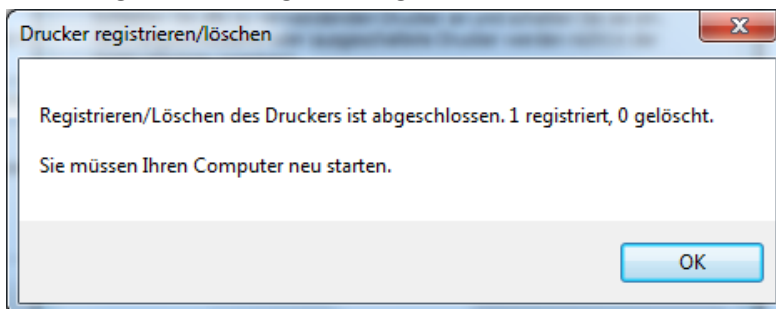 Drucker registrieren/löschen
Registrieren/Löschen des Druckers ist abgeschlossen. 1 registriert, 0 gelöscht.
Sie müssen Ihren Computer neu starten.
OK